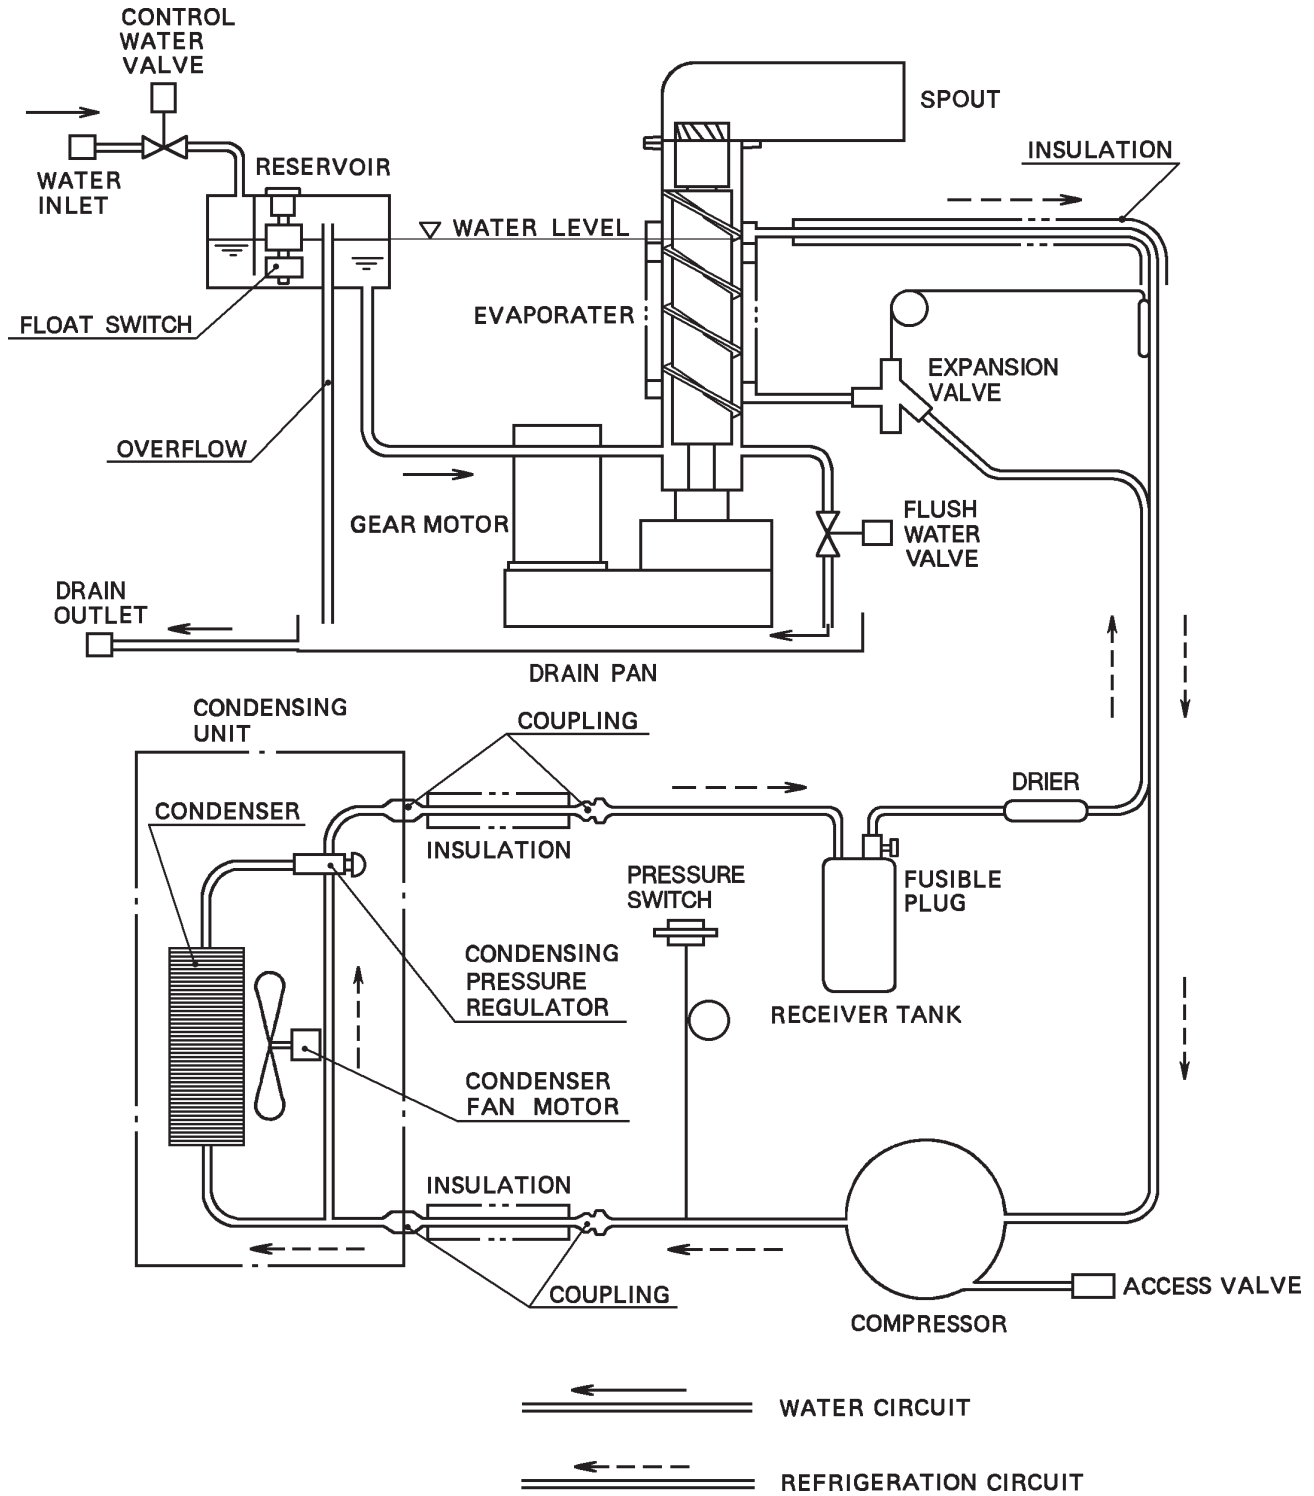 CONTROL
WATER
VALVE
SPOUT
INSULATION
RESERVOIR
WATER
INLET
WATER LEVEL
EVAPORATER
FLOAT SWITCH
EXPANSION
VALVE
OVERFLOW
GEAR MOTOR
FLUSH
WATER
VALVE
DRAIN
OUTLET
DRAIN PAN
CONDENSING
UNIT
COUPLING
DRIER
CONDENSER
INSULATION
PRESSURE
SWITCH
FUSIBLE
PLUG
CONDENSING
PRESSURE
REGULATOR
RECEIVER TANK
CONDENSER
FAN MOTOR
INSULATION
COUPLING
ACCESS VALVE
COMPRESSOR
WATER CIRCUIT
REFRIGERATION CIRCUIT